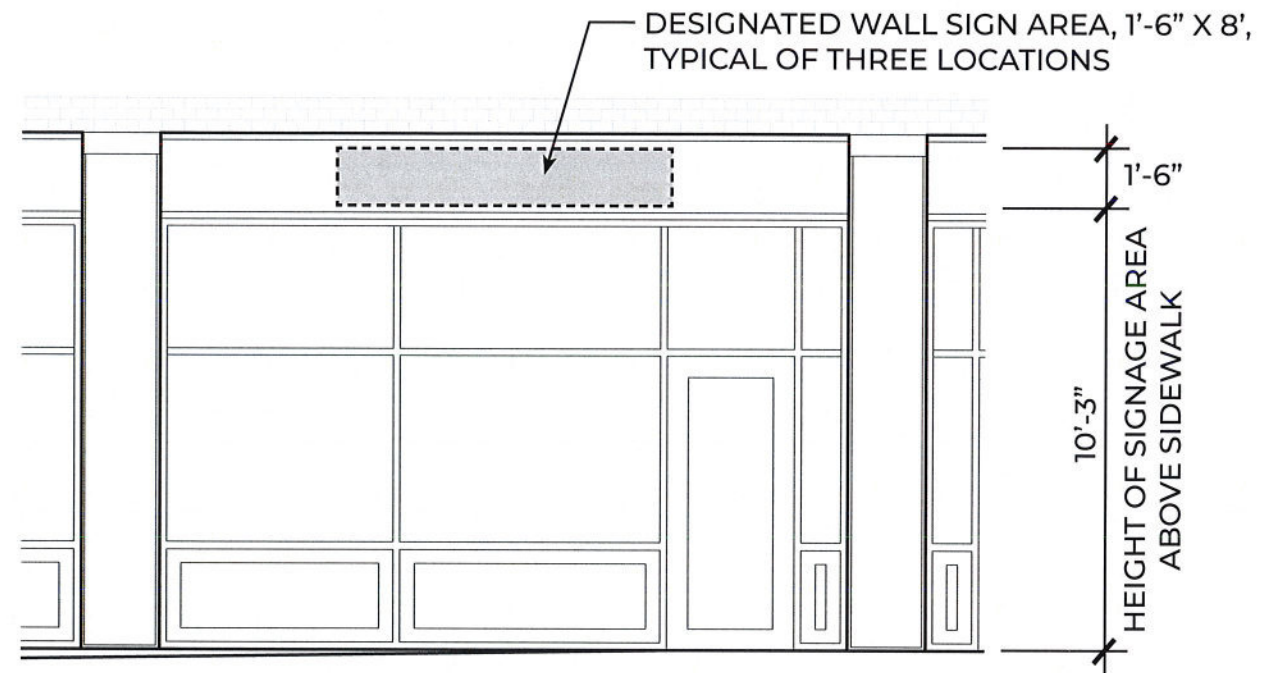 DESIGNATED WALL SIGN AREA, 1’-6” X 8’,
TYPICAL OF THREE LOCATIONS
1’-6”
10’-3”
HEIGHT OF SIGNAGE AREA
ABOVE SIDEWALK